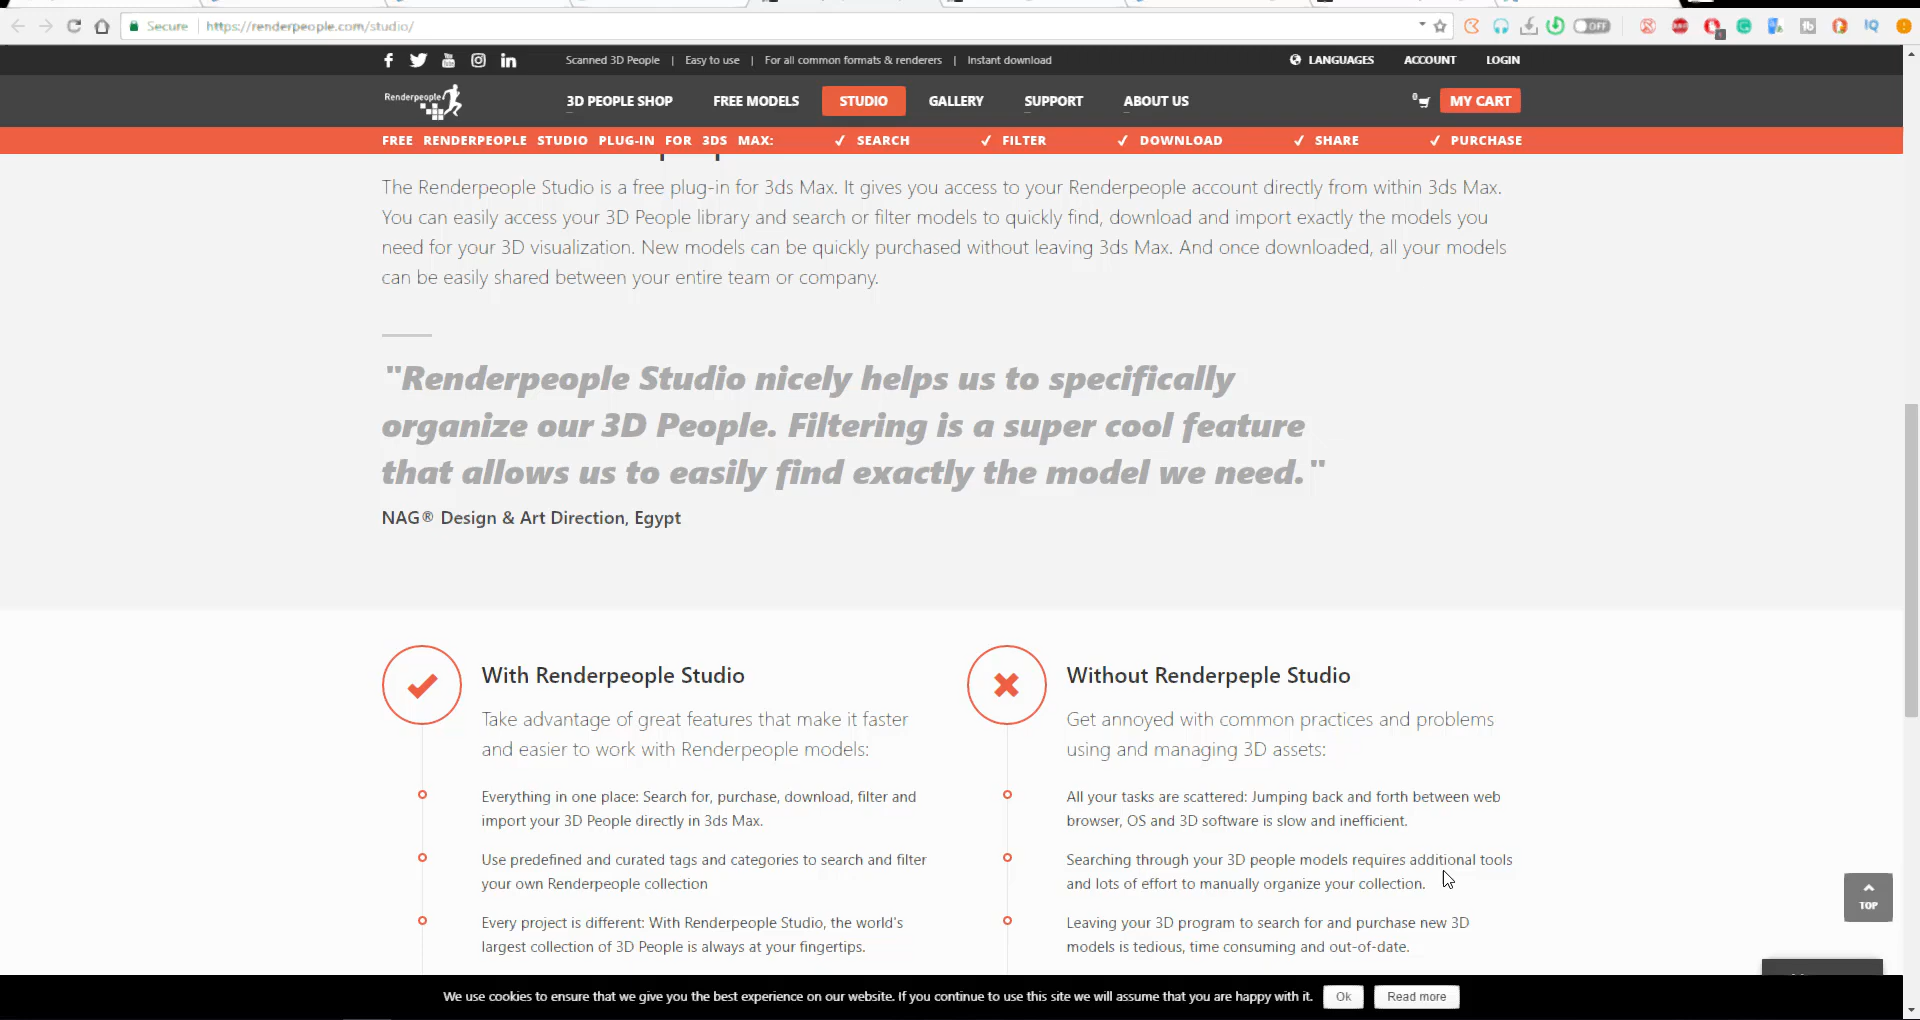 Secure https://renderpeople.com/studio/
OFF
Scanned 3D People | Easy to use | For all common formats & renderers | Instant download
LANGUAGES ACCOUNT LOGIN
Renderpeople
3D PEOPLE SHOP FREE MODELS STUDIO GALLERY SUPPORT ABOUT US
0 MY CART
FREE RENDERPEOPLE STUDIO PLUG-IN FOR 3DS MAX: ✓ SEARCH ✓ FILTER ✓ DOWNLOAD ✓ SHARE ✓ PURCHASE
The Renderpeople Studio is a free plug-in for 3ds Max. It gives you access to your Renderpeople account directly from within 3ds Max.
You can easily access your 3D People library and search or filter models to quickly find, download and import exactly the models you
need for your 3D visualization. New models can be quickly purchased without leaving 3ds Max. And once downloaded, all your models
can be easily shared between your entire team or company.
"Renderpeople Studio nicely helps us to specifically
organize our 3D People. Filtering is a super cool feature
that allows us to easily find exactly the model we need."
NAG® Design & Art Direction, Egypt
With Renderpeople Studio
Take advantage of great features that make it faster
and easier to work with Renderpeople models:
Everything in one place: Search for, purchase, download, filter and
import your 3D People directly in 3ds Max.
Use predefined and curated tags and categories to search and filter
your own Renderpeople collection
Every project is different: With Renderpeople Studio, the world's
largest collection of 3D People is always at your fingertips.
Without Renderpeple Studio
Get annoyed with common practices and problems
using and managing 3D assets:
All your tasks are scattered: Jumping back and forth between web
browser, OS and 3D software is slow and inefficient.
Searching through your 3D people models requires additional tools
and lots of effort to manually organize your collection.
Leaving your 3D program to search for and purchase new 3D
models is tedious, time consuming and out-of-date.
TOP
We use cookies to ensure that we give you the best experience on our website. If you continue to use this site we will assume that you are happy with it. Ok Read more